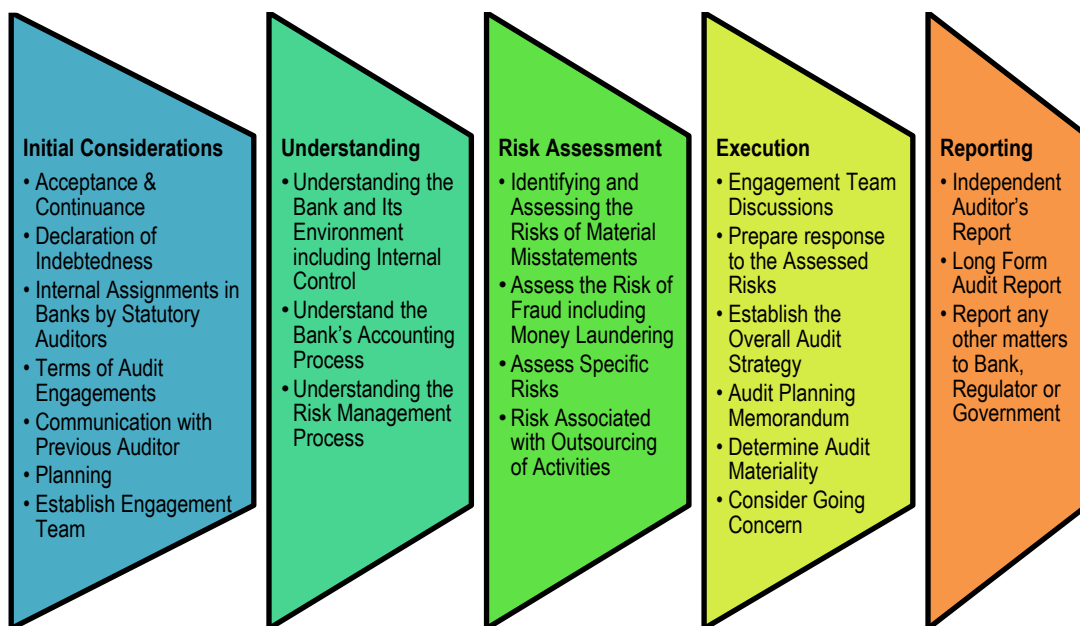 Initial Considerations
• Acceptance &
Continuance
• Declaration of
Indebtedness
• Internal Assignments in
Banks by Statutory
Auditors
• Terms of Audit
Engagements
• Communication with
Previous Auditor
• Planning
• Establish Engagement
Team
Understanding
• Understanding the
Bank and Its
Environment
including Internal
Control
• Understand the
Bank's Accounting
Process
• Understanding the
Risk Management
Process
Risk Assessment
• Identifying and
Assessing the
Risks of Material
Misstatements
• Assess the Risk of
Fraud including
Money Laundering
• Assess Specific
Risks
• Risk Associated
with Outsourcing
of Activities
Execution
• Engagement Team
Discussions
• Prepare response
to the Assessed
Risks
• Establish the
Overall Audit
Strategy
• Audit Planning
Memorandum
• Determine Audit
Materiality
• Consider Going
Concern
Reporting
• Independent
Auditor's
Report
• Long Form
Audit Report
• Report any
other matters
to Bank,
Regulator or
Government